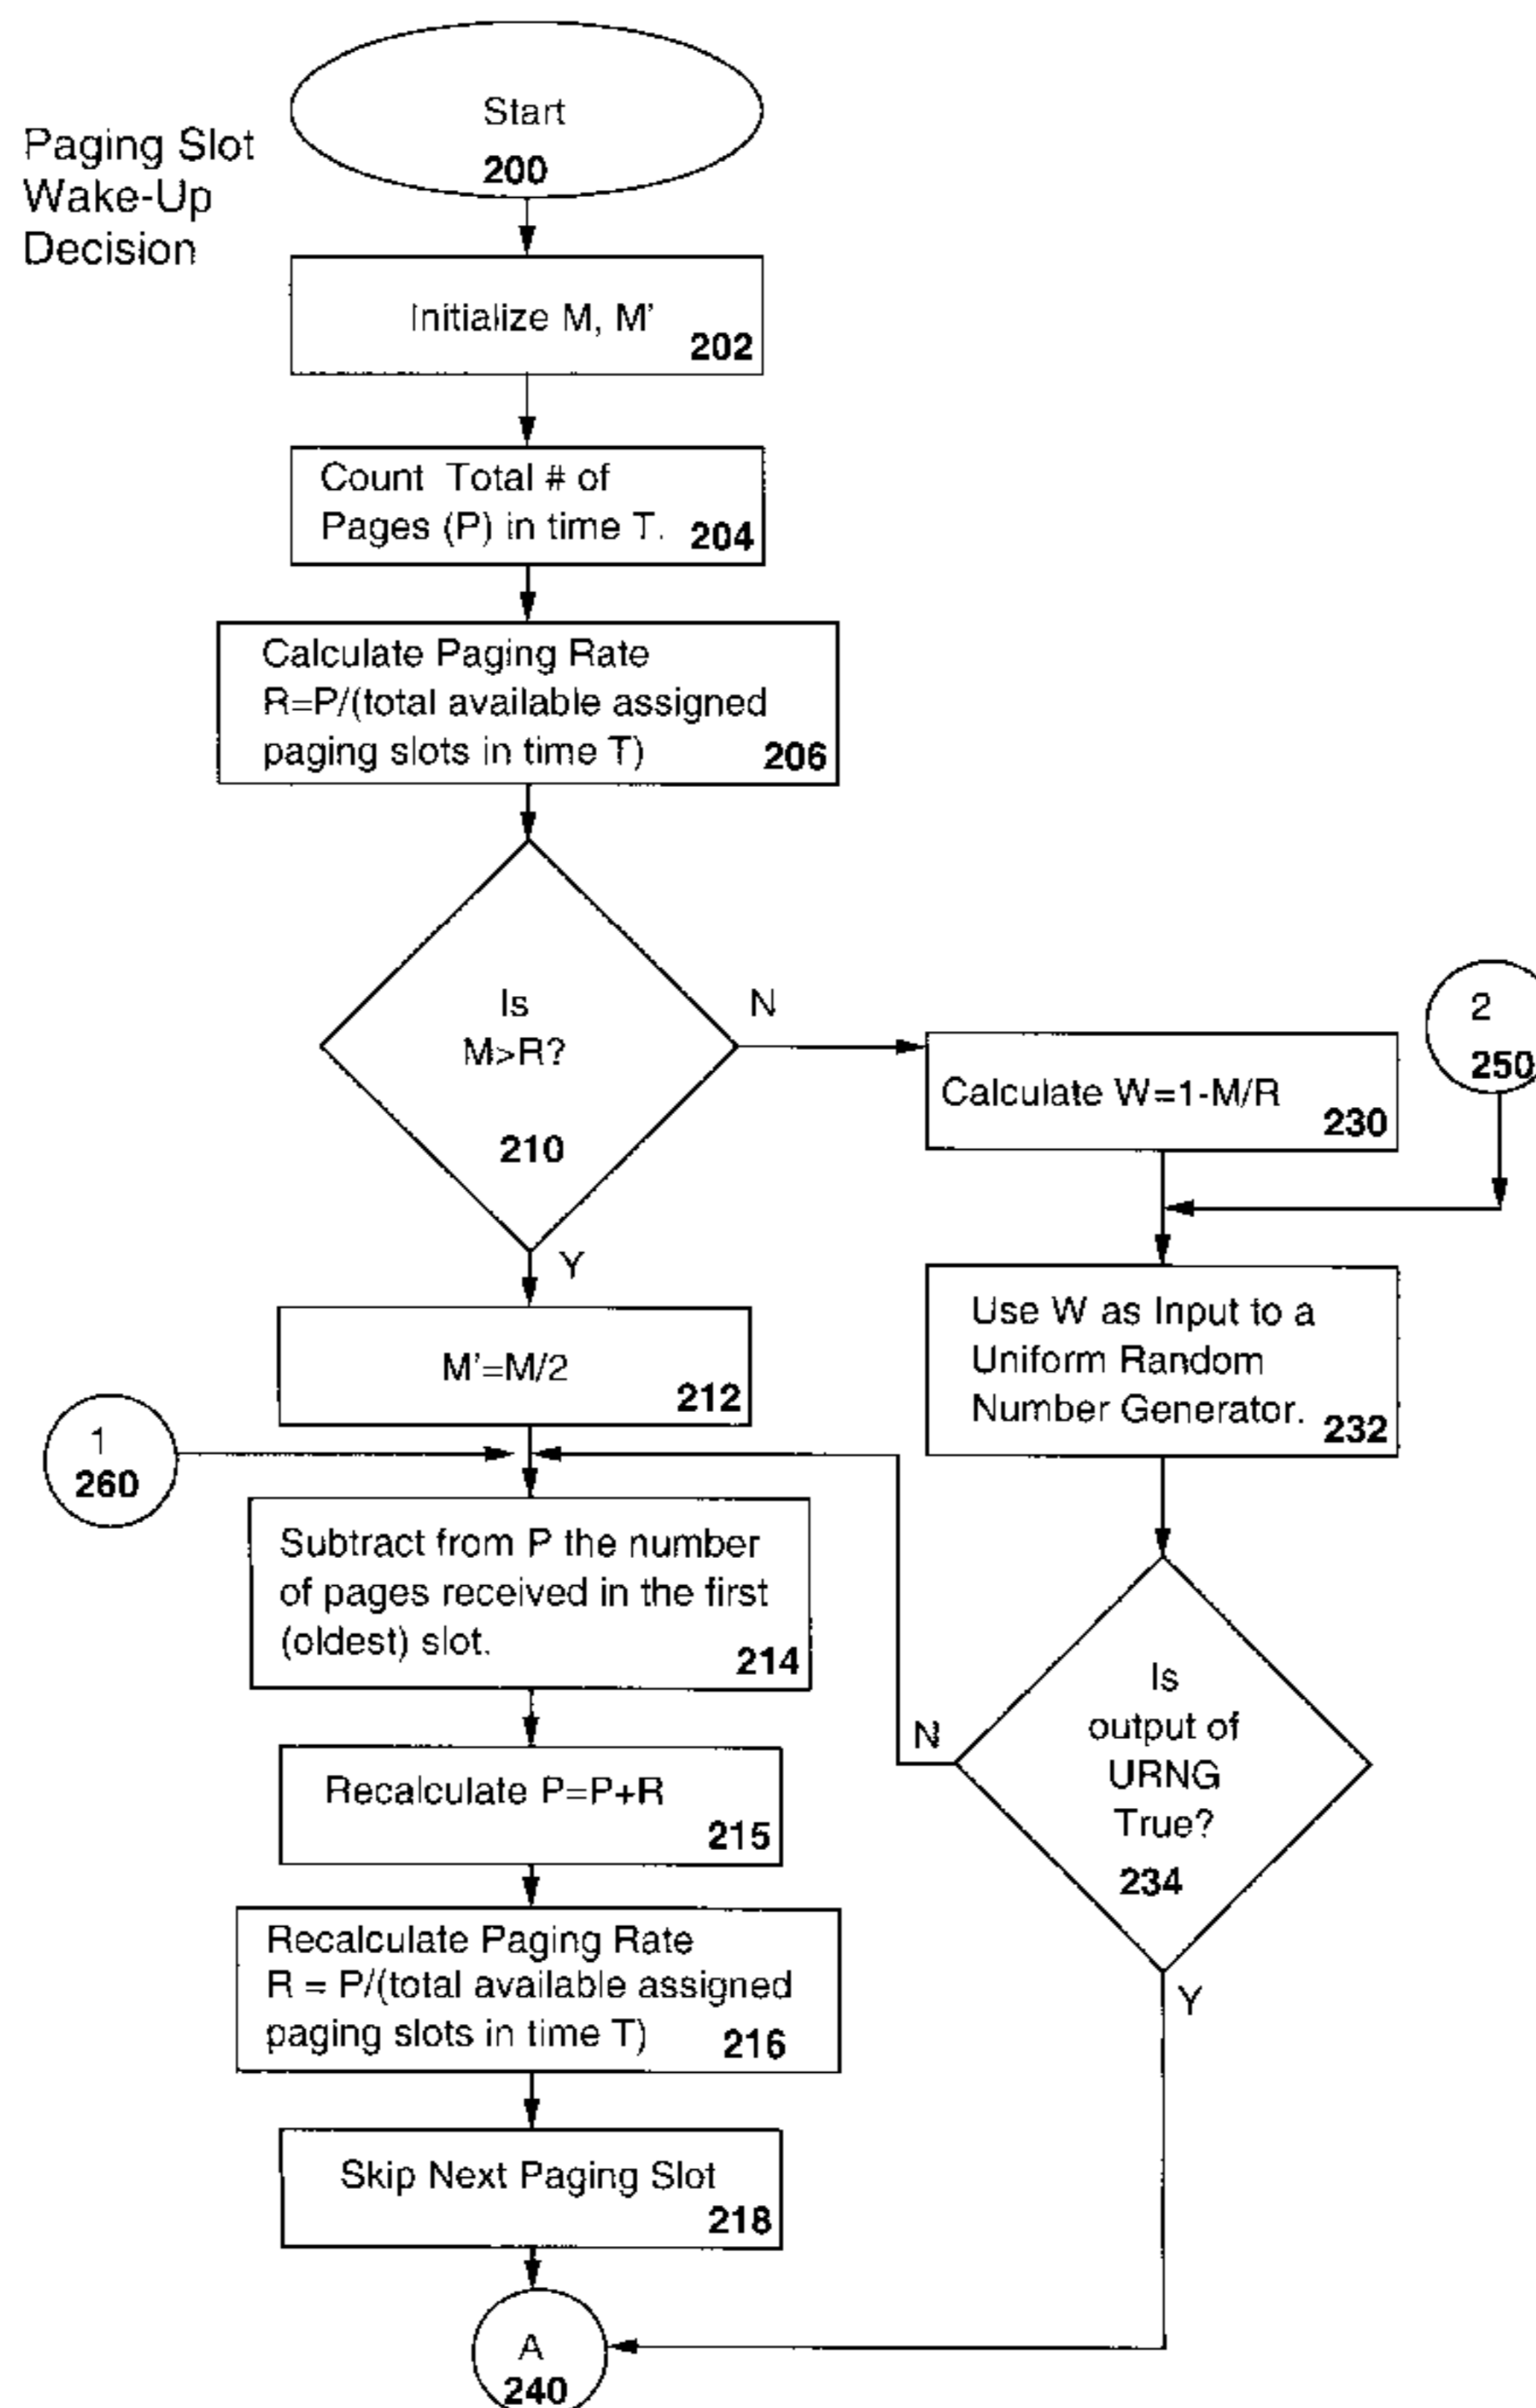 Paging Slot
Wake-Up
Decision
Start
200
Initialize M, M'
202
Count Total # of
Pages (P) in time T.
204
Calculate Paging Rate
R=P/(total available assigned
paging slots in time T)
206
Is
M>R?
210
N
Y
Calculate W=1-M/R
230
2
250
M'=M/2
212
Use W as Input to a
Uniform Random
Number Generator.
232
1
260
Subtract from P the number
of pages received in the first
(oldest) slot.
214
Is
output of
URNG
True?
234
N
Y
Recalculate P=P+R
215
Recalculate Paging Rate
R = P/(total available assigned
paging slots in time T)
216
Skip Next Paging Slot
218
A
240